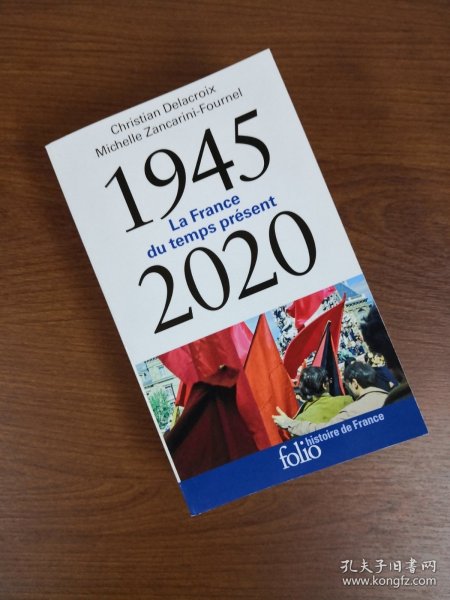 Christian Delacroix
Michelle Zancarini-Fournel
1945
La France
du temps présent
2020
folio histoire de France
孔夫子旧书网
www.kongfz.com